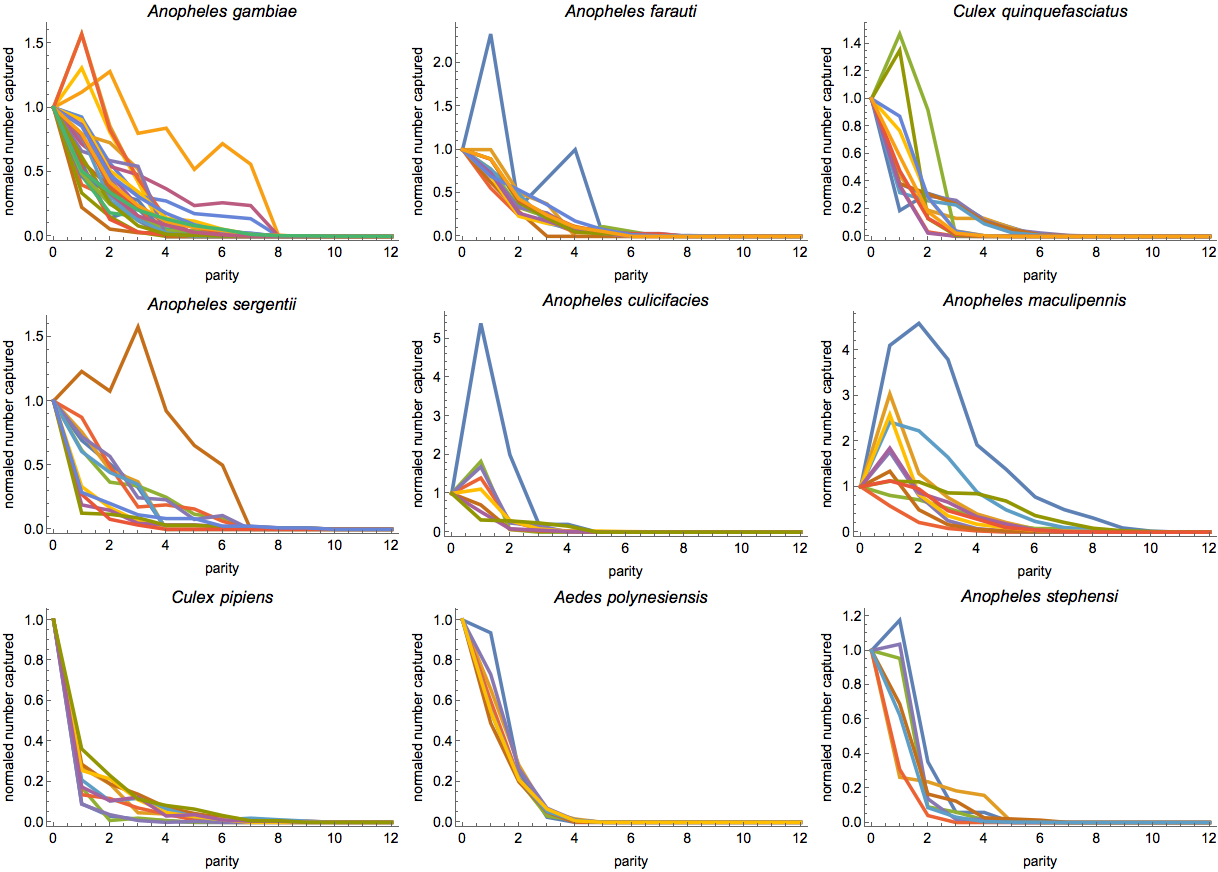 Anopheles gambiae
normaled number captured
1.5
1.0
0.5
0.0
0 2 4 6 8 10 12
parity
Anopheles farauti
normaled number captured
2.0
1.5
1.0
0.5
0.0
0 2 4 6 8 10 12
parity
Culex quinquefasciatus
normaled number captured
1.4
1.2
1.0
0.8
0.6
0.4
0.2
0.0
0 2 4 6 8 10 12
parity
Anopheles sergentii
normaled number captured
1.5
1.0
0.5
0.0
0 2 4 6 8 10 12
parity
Anopheles culicifacies
normaled number captured
5
4
3
2
1
0
0 2 4 6 8 10 12
parity
Anopheles maculipennis
normaled number captured
4
3
2
1
0
0 2 4 6 8 10 12
parity
Culex pipiens
normaled number captured
1.0
0.8
0.6
0.4
0.2
0.0
0 2 4 6 8 10 12
parity
Aedes polynesiensis
normaled number captured
1.0
0.8
0.6
0.4
0.2
0.0
0 2 4 6 8 10 12
parity
Anopheles stephensi
normaled number captured
1.2
1.0
0.8
0.6
0.4
0.2
0.0
0 2 4 6 8 10 12
parity